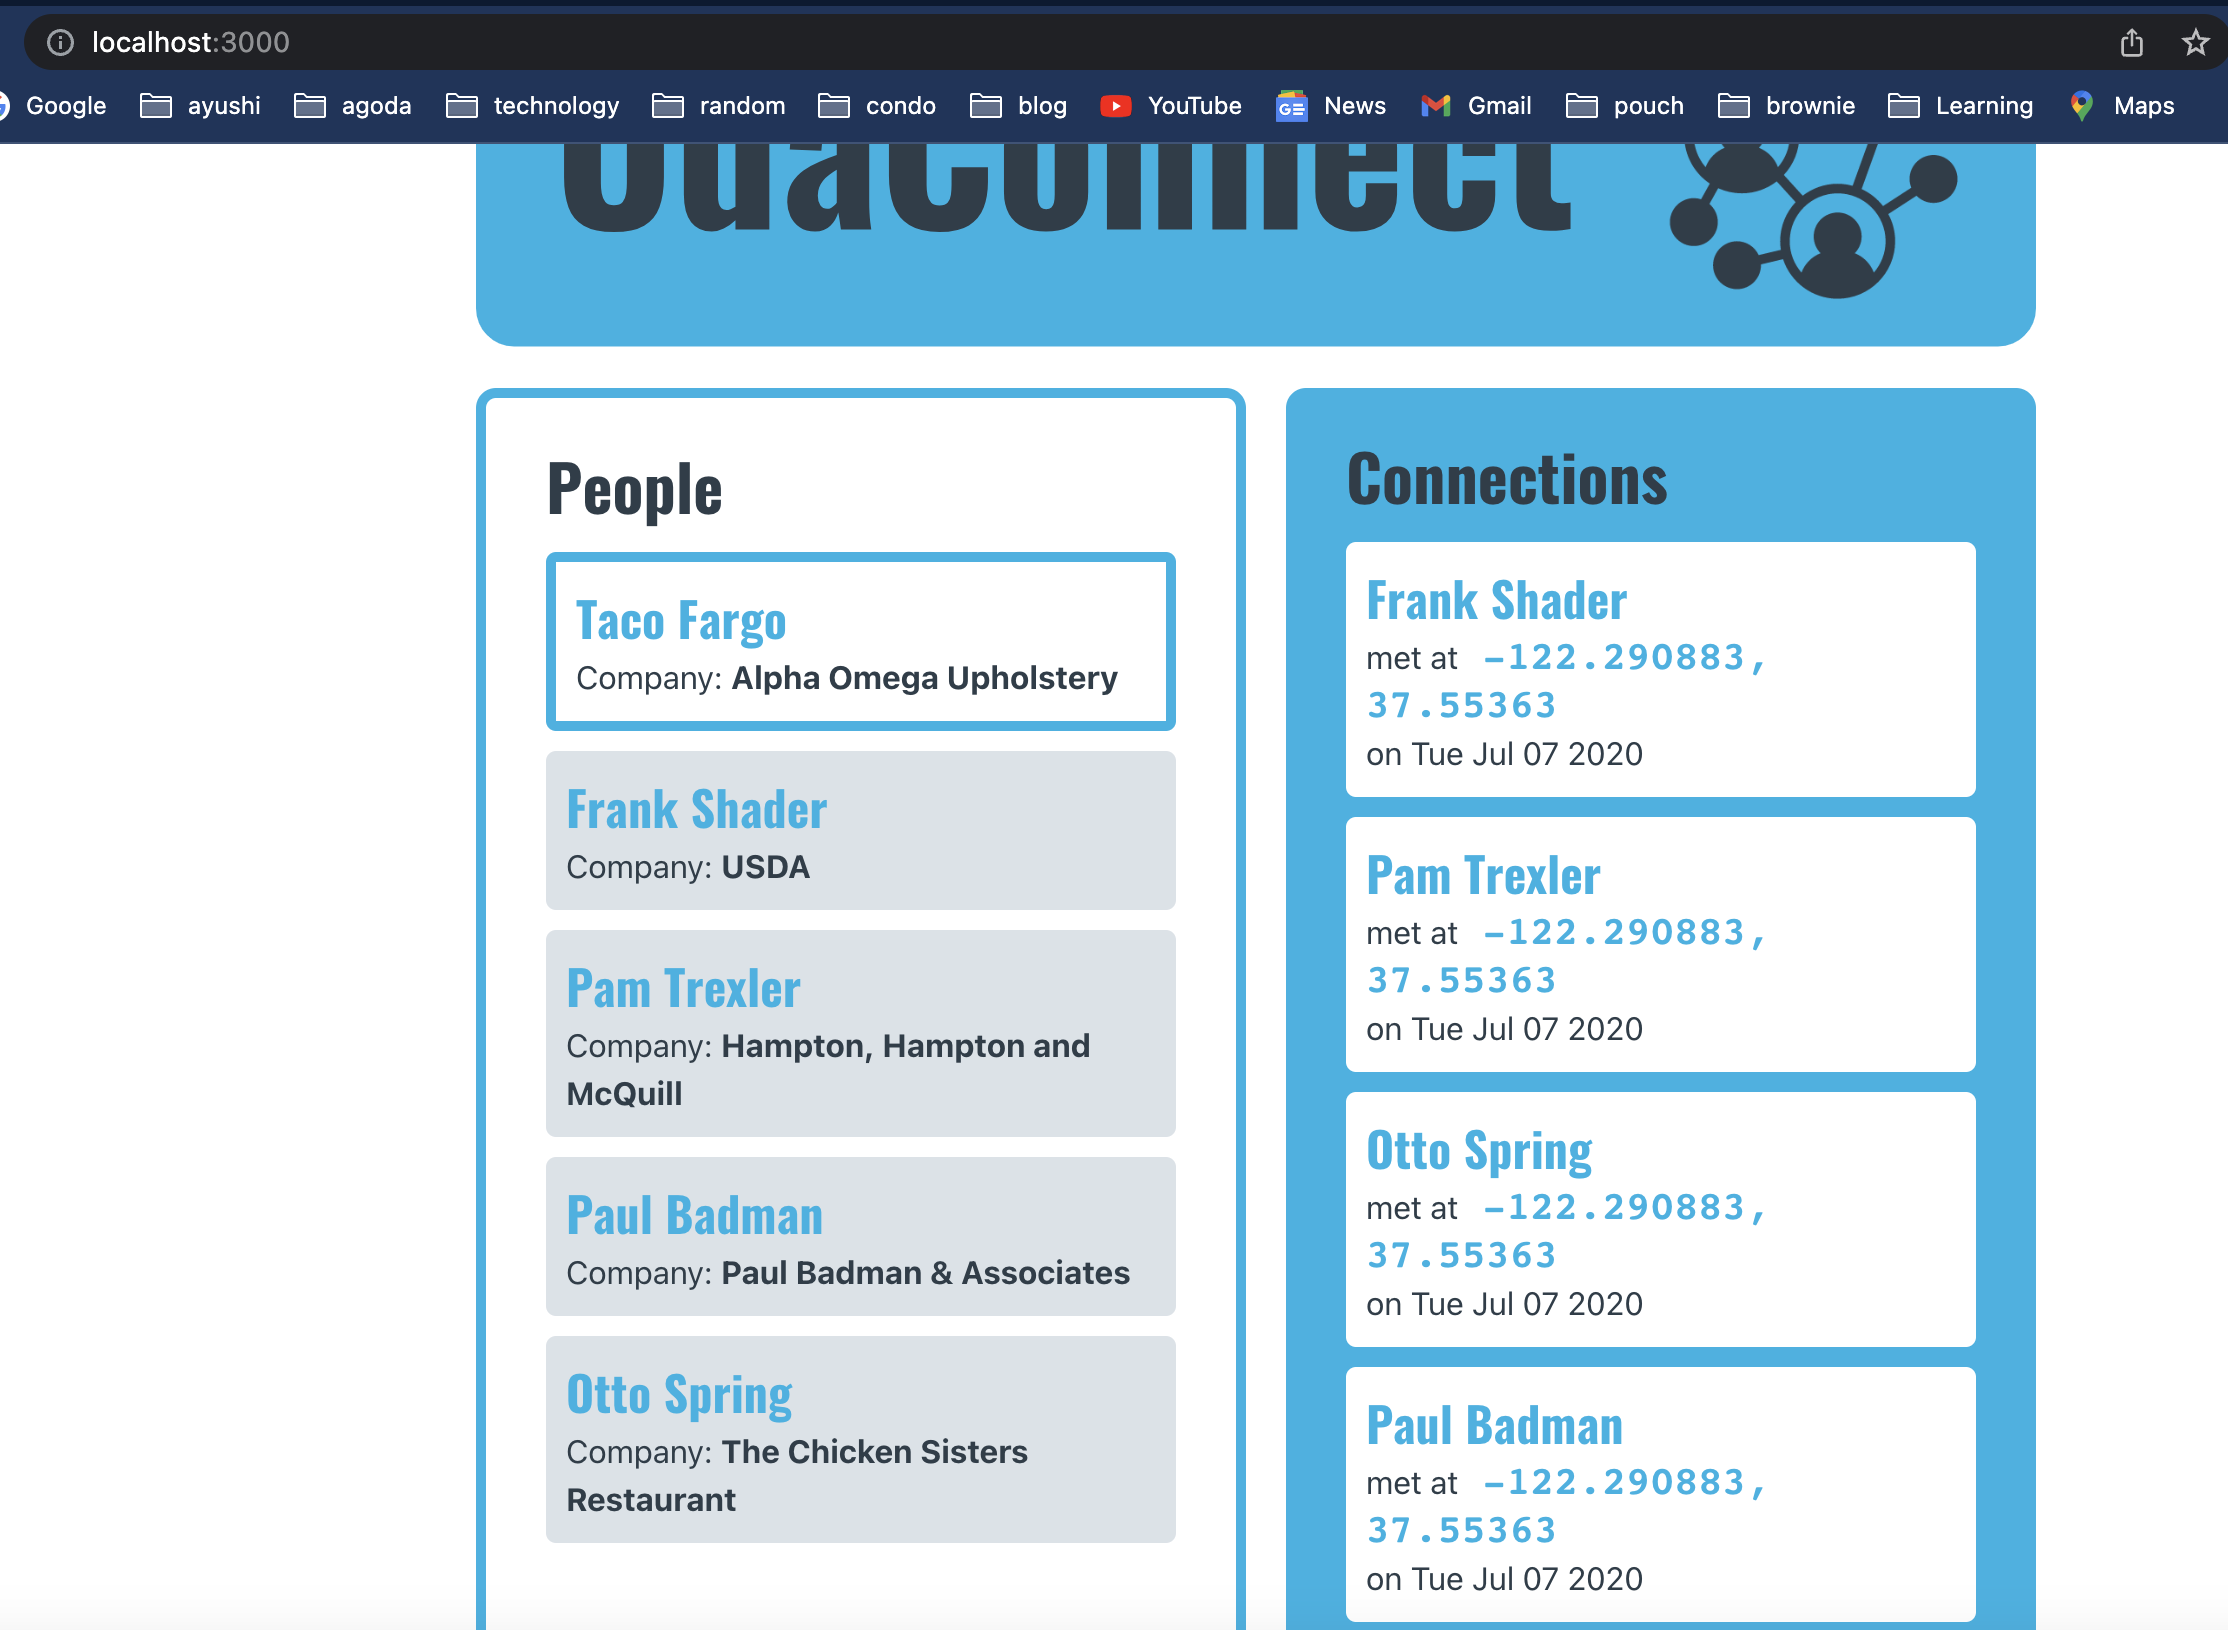 localhost:3000
Google ayushi agoda technology random condo blog YouTube News Gmail pouch brownie Learning Maps
UdaConnect
People
Taco Fargo
Company: Alpha Omega Upholstery
Frank Shader
Company: USDA
Pam Trexler
Company: Hampton, Hampton and
McQuill
Paul Badman
Company: Paul Badman & Associates
Otto Spring
Company: The Chicken Sisters
Restaurant
Connections
Frank Shader
met at -122.290883,
37.55363
on Tue Jul 07 2020
Pam Trexler
met at -122.290883,
37.55363
on Tue Jul 07 2020
Otto Spring
met at -122.290883,
37.55363
on Tue Jul 07 2020
Paul Badman
met at -122.290883,
37.55363
on Tue Jul 07 2020